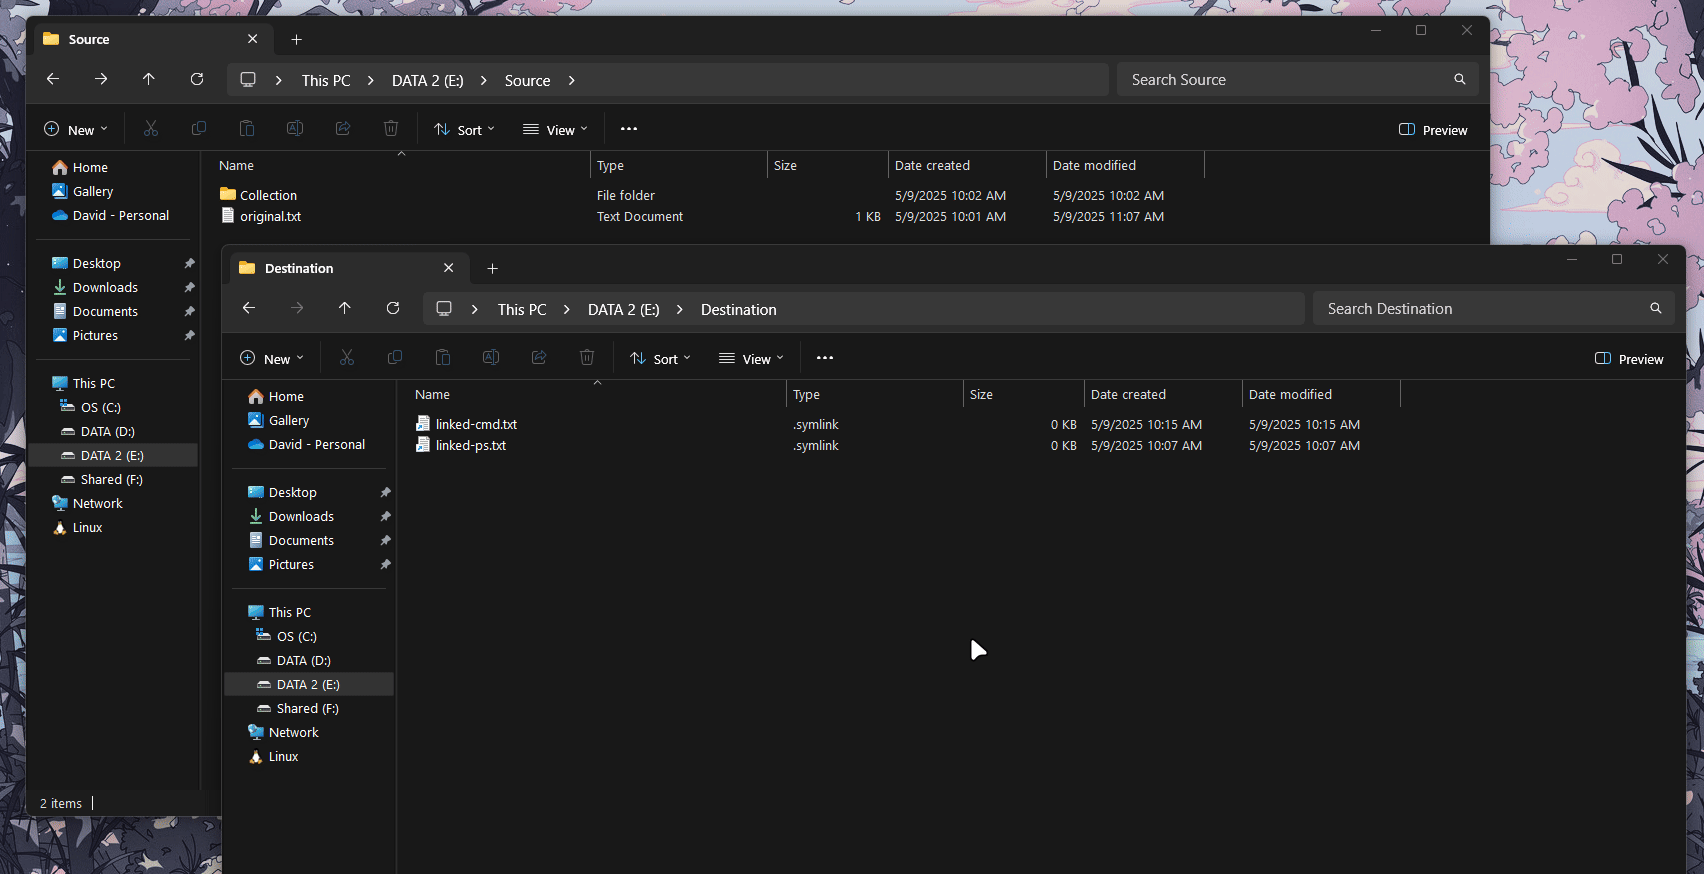 Source
This PC DATA 2 (E:) Source
Search Source
New Sort View Preview
Name Type Size Date created Date modified
Collection File folder 5/9/2025 10:02 AM 5/9/2025 10:02 AM
original.txt Text Document 1 KB 5/9/2025 10:01 AM 5/9/2025 11:07 AM
Home
Gallery
David - Personal
Desktop
Downloads
Documents
Pictures
This PC
OS (C:)
DATA (D:)
DATA 2 (E:)
Shared (F:)
Network
Linux
2 items
Destination
This PC DATA 2 (E:) Destination
Search Destination
New Sort View Preview
Name Type Size Date created Date modified
linked-cmd.txt .symlink 0 KB 5/9/2025 10:15 AM 5/9/2025 10:15 AM
linked-ps.txt .symlink 0 KB 5/9/2025 10:07 AM 5/9/2025 10:07 AM
Home
Gallery
David - Personal
Desktop
Downloads
Documents
Pictures
This PC
OS (C:)
DATA (D:)
DATA 2 (E:)
Shared (F:)
Network
Linux